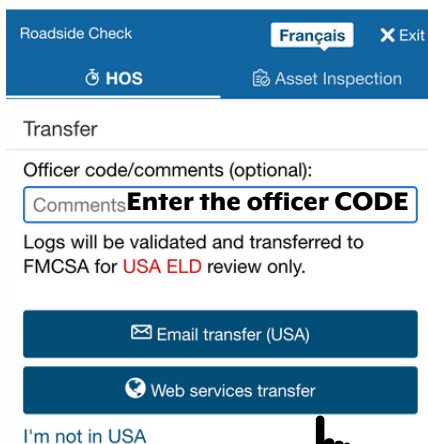 Roadside Check Français X Exit
HOS Asset Inspection
Transfer
Officer code/comments (optional):
Comments Enter the officer CODE
Logs will be validated and transferred to
FMCSA for USA ELD review only.
Email transfer (USA)
Web services transfer
I'm not in USA